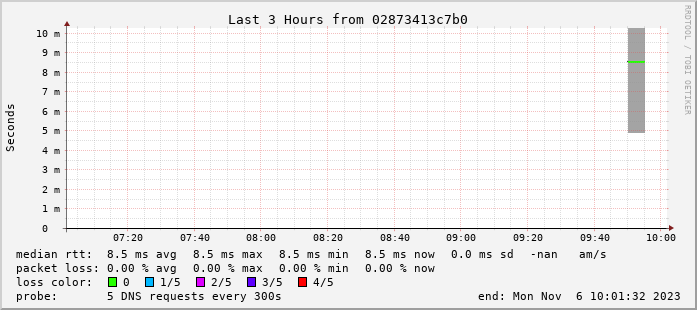 Last 3 Hours from 02873413c7b0
RRDTOOL / TOBI OETIKER
Seconds
10 m
9 m
8 m
7 m
6 m
5 m
4 m
3 m
2 m
1 m
0
07:20 07:40 08:00 08:20 08:40 09:00 09:20 09:40 10:00
median rtt: 8.5 ms avg 8.5 ms max 8.5 ms min 8.5 ms now 0.0 ms sd -nan am/s
packet loss: 0.00 % avg 0.00 % max 0.00 % min 0.00 % now
loss color: 0 1/5 2/5 3/5 4/5
probe: 5 DNS requests every 300s end: Mon Nov 6 10:01:32 2023